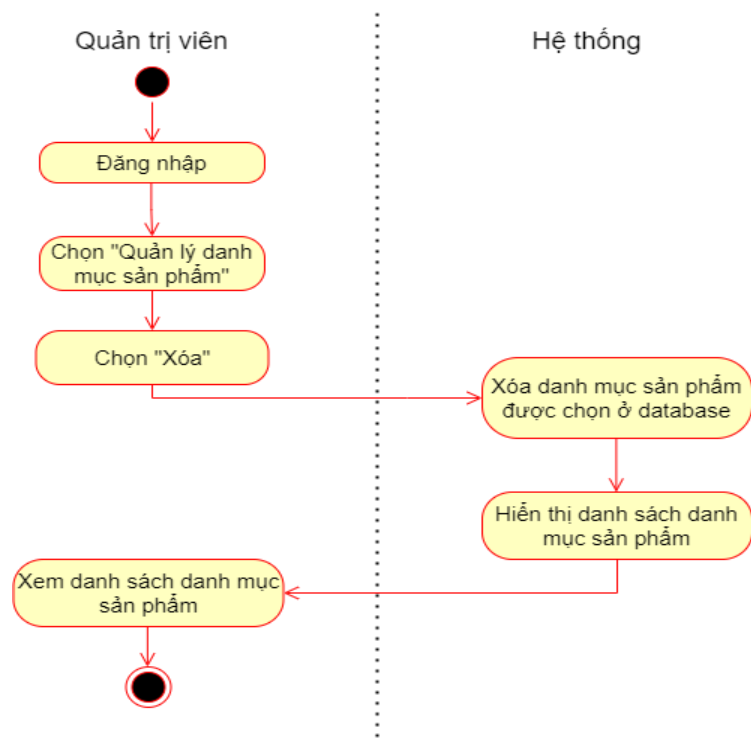 Quản trị viên
Hệ thống
Đăng nhập
Chọn "Quản lý danh
mục sản phẩm"
Chọn "Xóa"
Xóa danh mục sản phẩm
được chọn ở database
Hiển thị danh sách danh
mục sản phẩm
Xem danh sách danh mục
sản phẩm